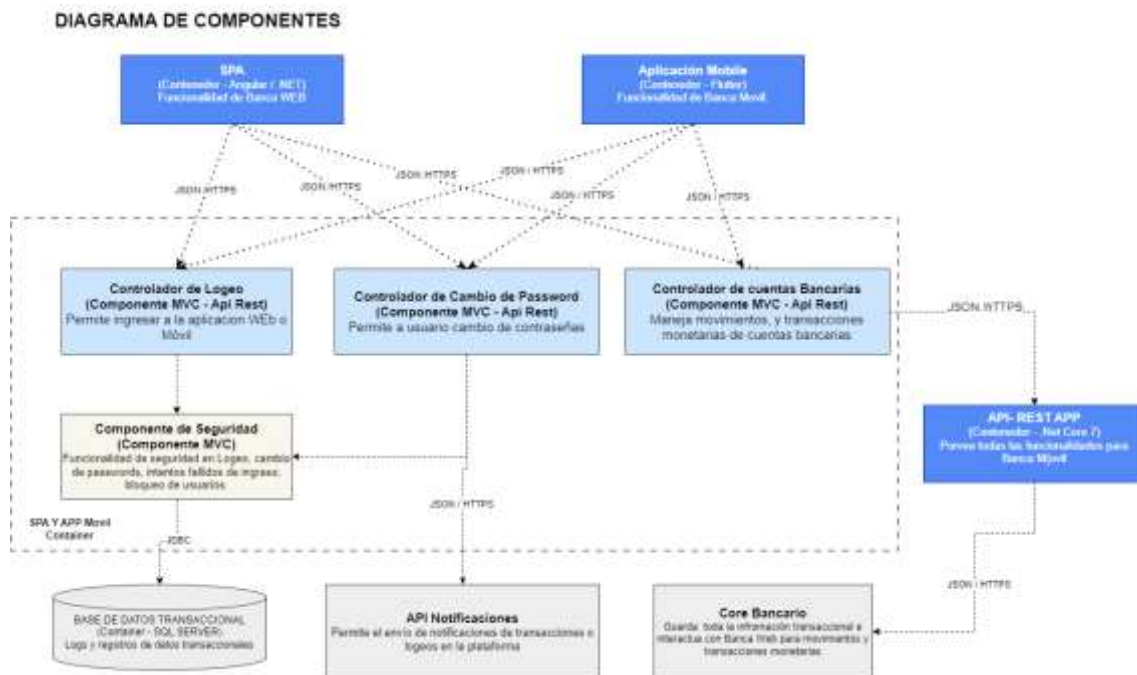 DIAGRAMA DE COMPONENTES
SPA
(Contenedor - Angular / .NET)
Funcionalidad de Banca WEB
Aplicación Mobile
(Contenedor - Flutter)
Funcionalidad de Banca Movil
JSON /HTTPS
JSON /HTTPS
JSON /HTTPS
JSON / HTTPS
JSON / HTTPS
JSON / HTTPS
Controlador de Logeo
(Componente MVC - Api Rest)
Permite ingresar a la aplicacion WEb o
Móvil
Controlador de Cambio de Password
(Componente MVC - Api Rest)
Permite a usuario cambio de contraseñas
Controlador de cuentas Bancarias
(Componente MVC - Api Rest)
Maneja movimientos, y transacciones
monetarias de cuentas bancarias
JSON /HTTPS
Componente de Seguridad
(Componente MVC)
Funcionalidad de seguridad en Logeo, cambio
de passwords, intentos fallidos de ingreso,
bloqueo de usuarios
API- REST APP
(Contenedor - .Net Core 7)
Porvee todas las funcionalidades para
Banca Móvil
JSON / HTTPS
SPA Y APP Movil
Container
JDBC
JSON / HTTPS
BASE DE DATOS TRANSACCIONAL
(Container - SQL SERVER)
Logs y registros de datos transaccionales
API Notificaciones
Permite el envío de notificaciones de transacciones o
logeos en la plataforma
Core Bancario
Guarda toda la infromación transaccional e
interactua con Banca Web para movimientos y
transacciones monetarias